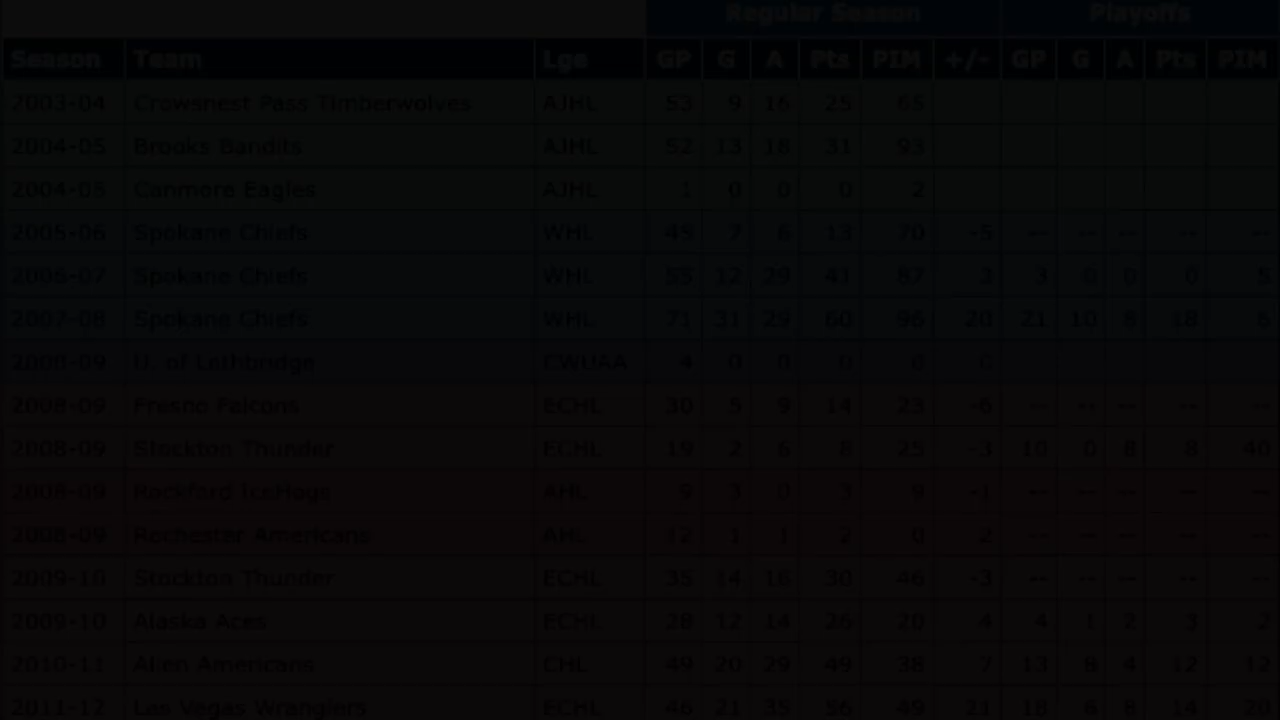 Regular Season Playoffs
Season Team Lge GP G A Pts PIM +/- GP G A Pts PIM
2003-04 Crowsnest Pass Timberwolves AJHL 53 9 16 25 65
2004-05 Brooks Bandits AJHL 52 13 18 31 93
2004-05 Canmore Eagles AJHL 1 0 0 0 2
2005-06 Spokane Chiefs WHL 45 7 6 13 70 -5 -- -- -- -- --
2006-07 Spokane Chiefs WHL 55 12 29 41 87 3 3 0 0 0 5
2007-08 Spokane Chiefs WHL 71 31 29 60 96 20 21 10 8 18 6
2008-09 U. of Lethbridge CWUAA 4 0 0 0 0 0
2008-09 Fresno Falcons ECHL 30 5 9 14 23 -6 -- -- -- -- --
2008-09 Stockton Thunder ECHL 19 2 6 8 25 -3 10 0 8 8 40
2008-09 Rockford IceHogs AHL 9 3 0 3 9 -1 -- -- -- -- --
2008-09 Rochester Americans AHL 12 1 1 2 0 2 -- -- -- -- --
2009-10 Stockton Thunder ECHL 35 14 16 30 46 -3 -- -- -- -- --
2009-10 Alaska Aces ECHL 28 12 14 26 20 4 4 1 2 3 2
2010-11 Allen Americans CHL 49 20 29 49 38 7 13 8 4 12 12
2011-12 Las Vegas Wranglers ECHL 46 21 35 56 49 21 18 6 8 14 20